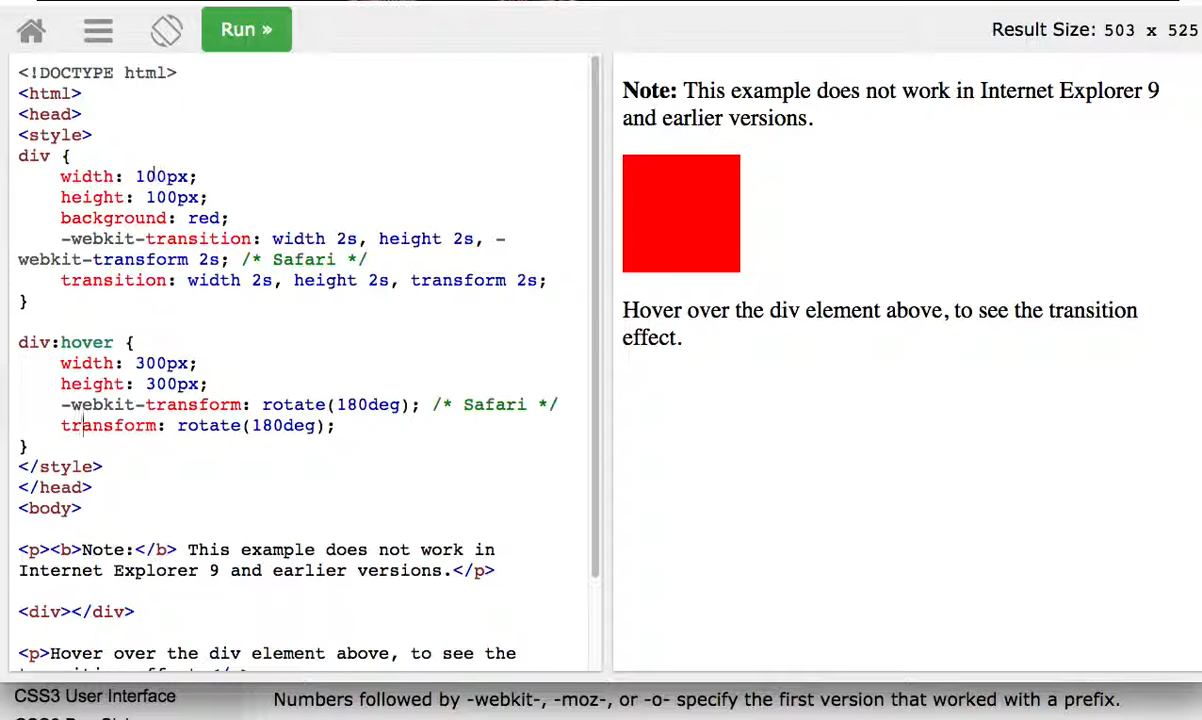 Run »
Result Size: 503 x 525
<!DOCTYPE html>
<html>
<head>
<style>
div {
width: 100px;
height: 100px;
background: red;
-webkit-transition: width 2s, height 2s, -
webkit-transform 2s; /* Safari */
transition: width 2s, height 2s, transform 2s;
}
div:hover {
width: 300px;
height: 300px;
-webkit-transform: rotate(180deg); /* Safari */
transform: rotate(180deg);
}
</style>
</head>
<body>
<p><b>Note:</b> This example does not work in
Internet Explorer 9 and earlier versions.</p>
<div></div>
<p>Hover over the div element above, to see the
Note: This example does not work in Internet Explorer 9
and earlier versions.
Hover over the div element above, to see the transition
effect.
CSS3 User Interface
Numbers followed by -webkit-, -moz-, or -o- specify the first version that worked with a prefix.